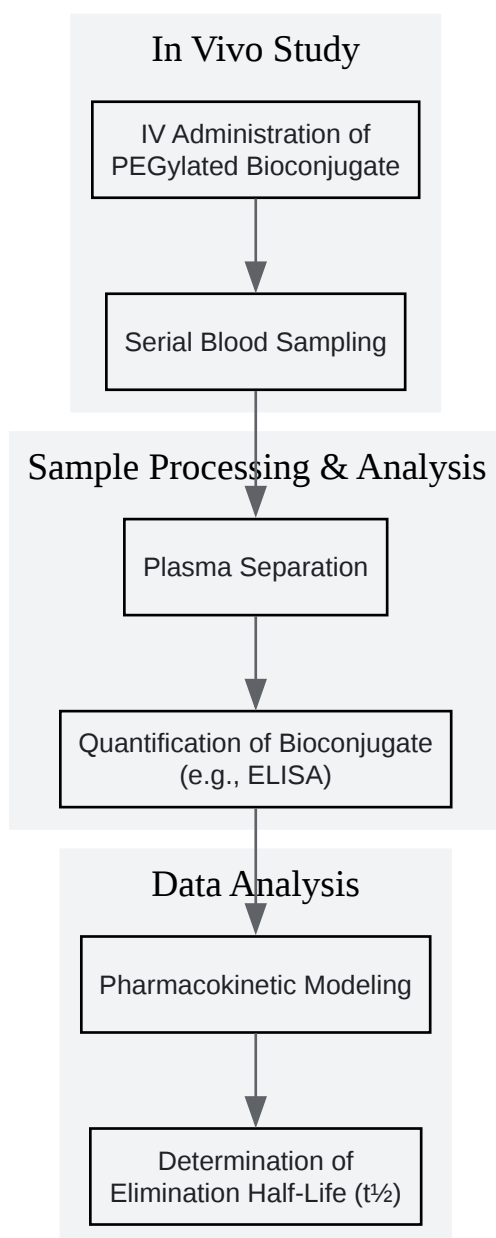 In Vivo Study
IV Administration of
PEGylated Bioconjugate
Serial Blood Sampling
Sample Processing & Analysis
Plasma Separation
Quantification of Bioconjugate
(e.g., ELISA)
Data Analysis
Pharmacokinetic Modeling
Determination of
Elimination Half-Life (t½)